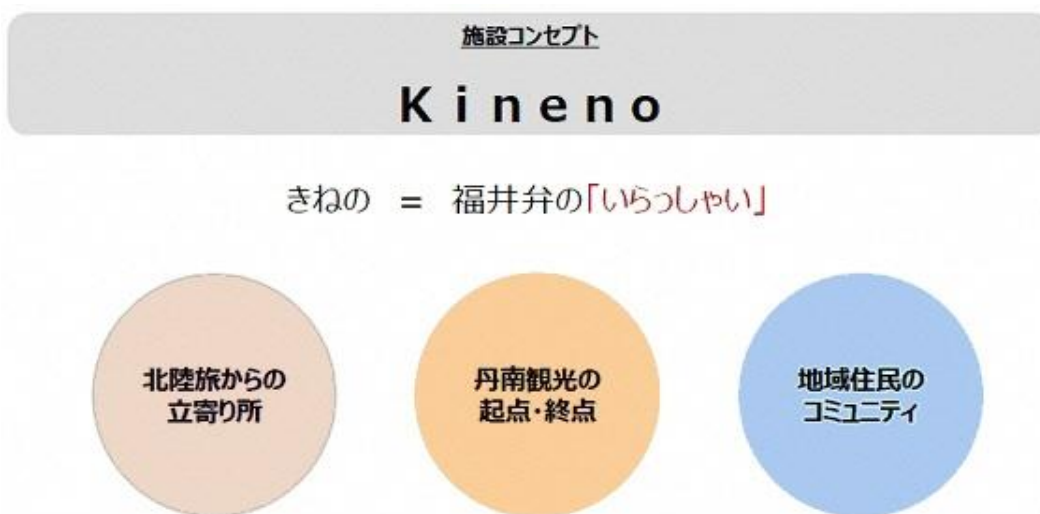 施設コンセプト
Kineno
きねの = 福井弁の「いらっしゃい」
北陸旅からの
立寄り所
丹南観光の
起点・終点
地域住民の
コミュニティ